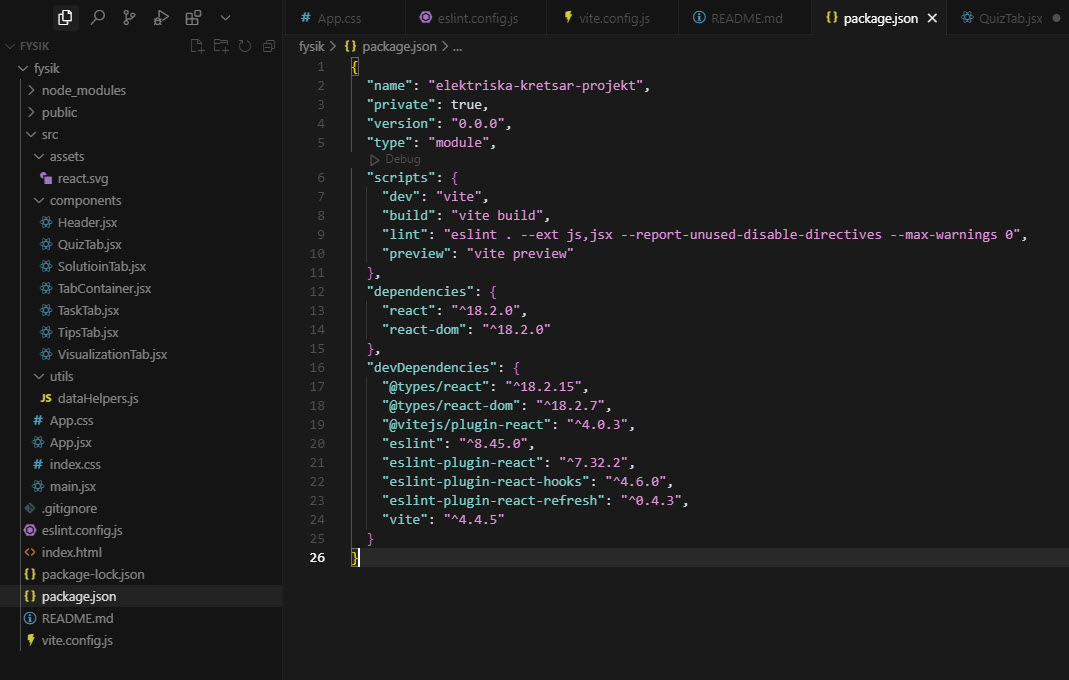 App.css
eslint.config.js
vite.config.js
README.md
package.json
QuizTab.jsx
FYSIK
fysik
node_modules
public
src
assets
react.svg
components
Header.jsx
QuizTab.jsx
SolutioinTab.jsx
TabContainer.jsx
TaskTab.jsx
TipsTab.jsx
VisualizationTab.jsx
utils
JS dataHelpers.js
# App.css
App.jsx
# index.css
main.jsx
.gitignore
eslint.config.js
<> index.html
{} package-lock.json
{} package.json
README.md
vite.config.js
fysik > {} package.json > ...
1 {
2 "name": "elektriska-kretsar-projekt",
3 "private": true,
4 "version": "0.0.0",
5 "type": "module",
Debug
6 "scripts": {
7 "dev": "vite",
8 "build": "vite build",
9 "lint": "eslint . --ext js,jsx --report-unused-disable-directives --max-warnings 0",
10 "preview": "vite preview"
11 },
12 "dependencies": {
13 "react": "^18.2.0",
14 "react-dom": "^18.2.0"
15 },
16 "devDependencies": {
17 "@types/react": "^18.2.15",
18 "@types/react-dom": "^18.2.7",
19 "@vitejs/plugin-react": "^4.0.3",
20 "eslint": "^8.45.0",
21 "eslint-plugin-react": "^7.32.2",
22 "eslint-plugin-react-hooks": "^4.6.0",
23 "eslint-plugin-react-refresh": "^0.4.3",
24 "vite": "^4.4.5"
25 }
26 }